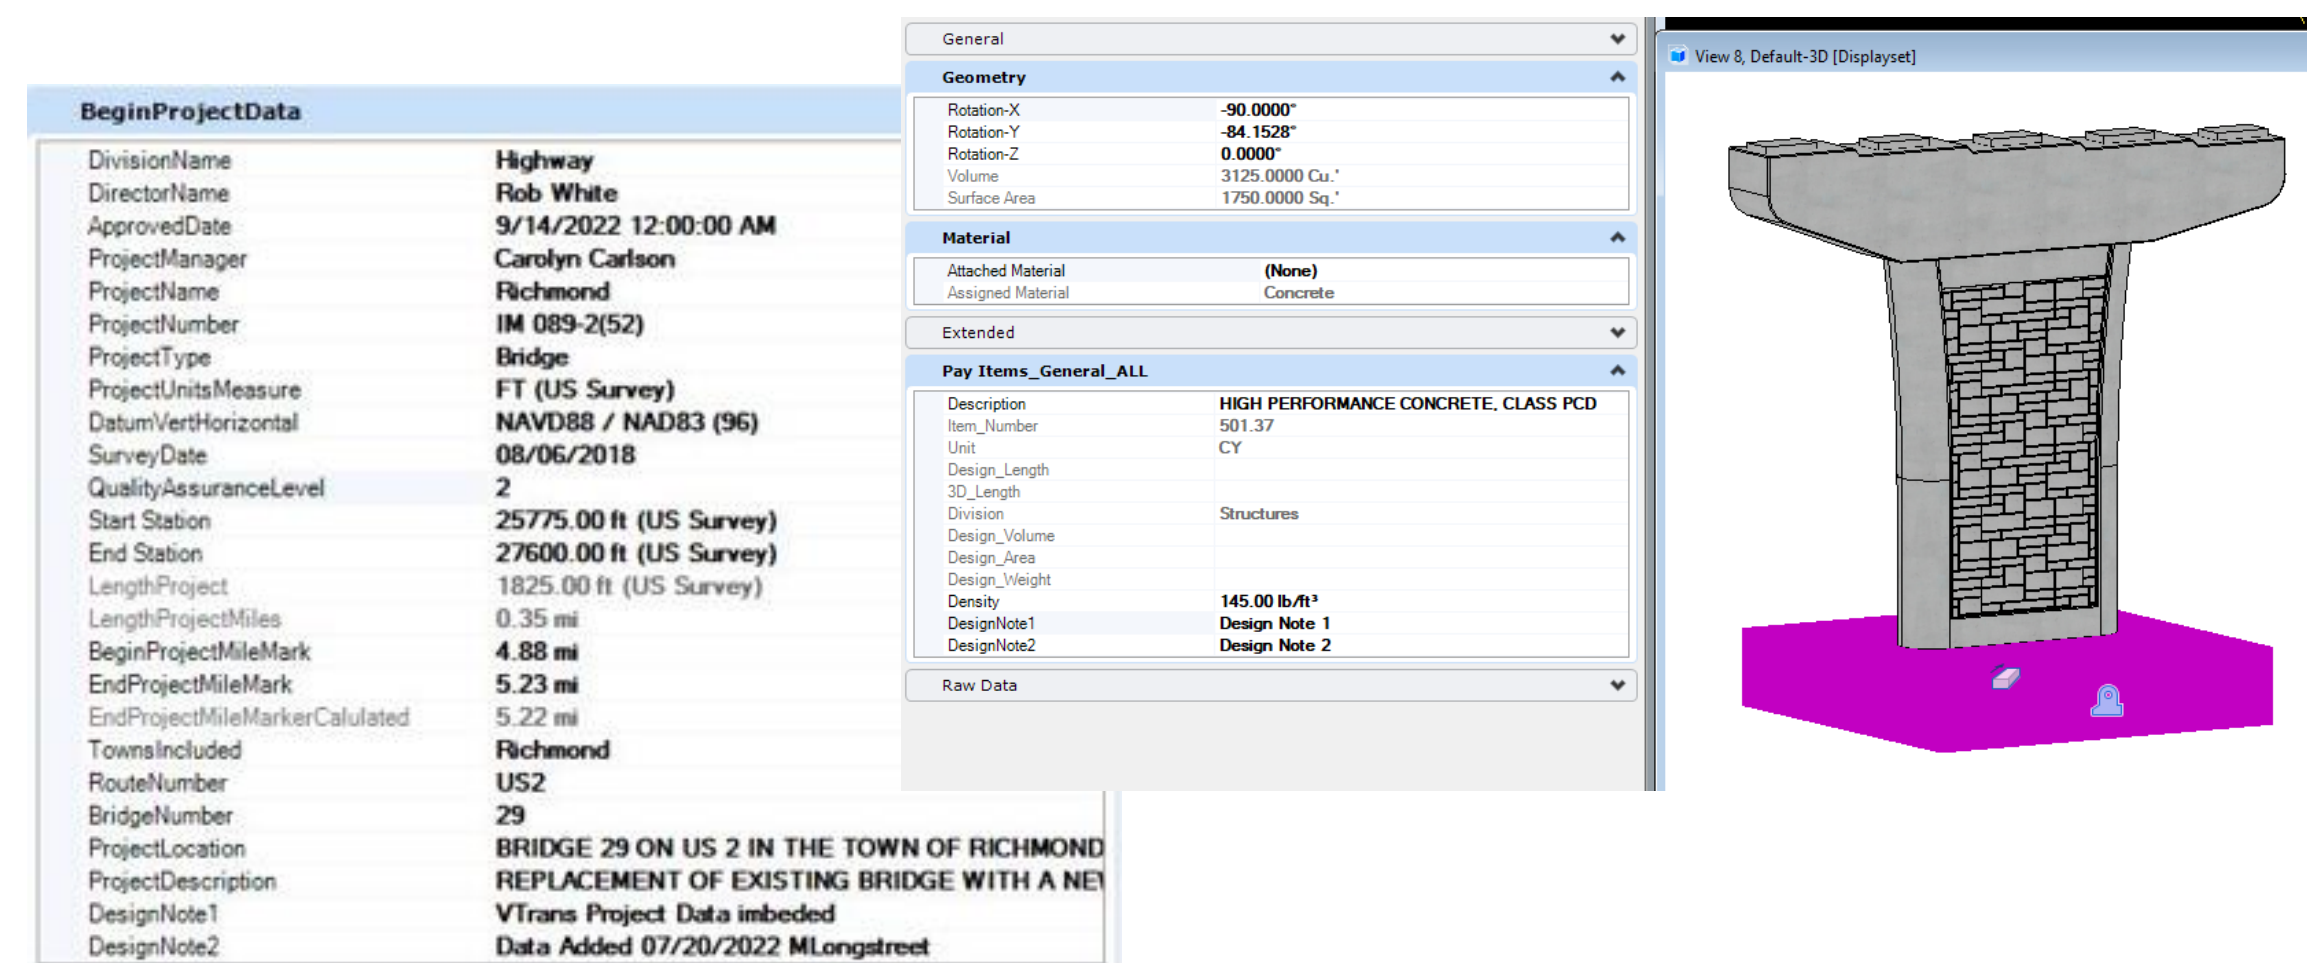 BeginProjectData
DivisionName Highway
DirectorName Rob White
ApprovedDate 9/14/2022 12:00:00 AM
ProjectManager Carolyn Carlson
ProjectName Richmond
ProjectNumber IM 089-2(52)
ProjectType Bridge
ProjectUnitsMeasure FT (US Survey)
DatumVertHorizontal NAVD88 / NAD83 (96)
SurveyDate 08/06/2018
QualityAssuranceLevel 2
Start Station 25775.00 ft (US Survey)
End Station 27600.00 ft (US Survey)
LengthProject 1825.00 ft (US Survey)
LengthProjectMiles 0.35 mi
BeginProjectMileMark 4.88 mi
EndProjectMileMark 5.23 mi
EndProjectMileMarkerCalulated 5.22 mi
TownsIncluded Richmond
RouteNumber US2
BridgeNumber 29
ProjectLocation BRIDGE 29 ON US 2 IN THE TOWN OF RICHMOND
ProjectDescription REPLACEMENT OF EXISTING BRIDGE WITH A
DesignNote1 VTrans Project Data imbeded
DesignNote2 Data Added 07/20/2022 MLongstreet
General
Geometry
Rotation-X -90.0000°
Rotation-Y -84.1528°
Rotation-Z 0.0000°
Volume 3125.0000 Cu.'
Surface Area 1750.0000 Sq.'
Material
Attached Material (None)
Assigned Material Concrete
Extended
Pay Items_General_ALL
Description HIGH PERFORMANCE CONCRETE, CLASS PCD
Item_Number 501.37
Unit CY
Design_Length
3D_Length
Division Structures
Design_Volume
Design_Area
Design_Weight
Density 145.00 lb/ft³
DesignNote1 Design Note 1
DesignNote2 Design Note 2
Raw Data
View 8, Default-3D [Displayset]